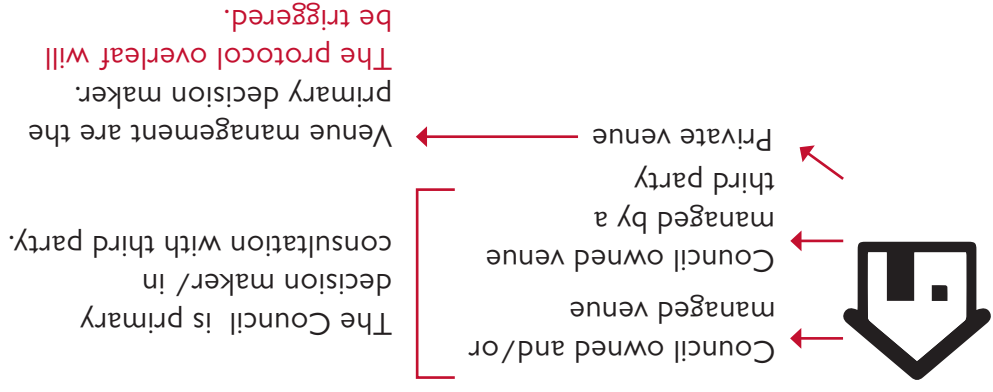 Council owned and/or
managed venue
Council owned venue
managed by a
third party
Private venue
The Council is primary
decision maker/ in
consultation with third party.
Venue management are the
primary decision maker.
The protocol overleaf will
be triggered.